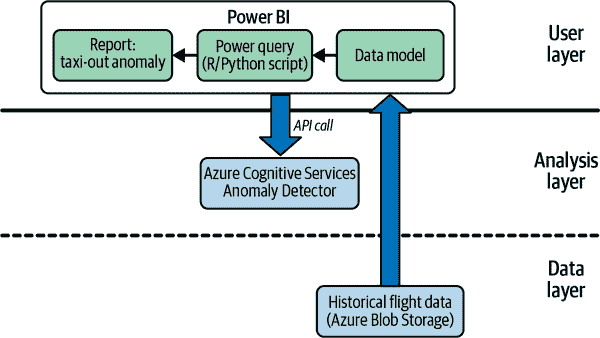 Power BI
Report:
taxi-out anomaly
Power query
(R/Python script)
Data model
User
layer
API call
Azure Cognitive Services
Anomaly Detector
Analysis
layer
Historical flight data
(Azure Blob Storage)
Data
layer